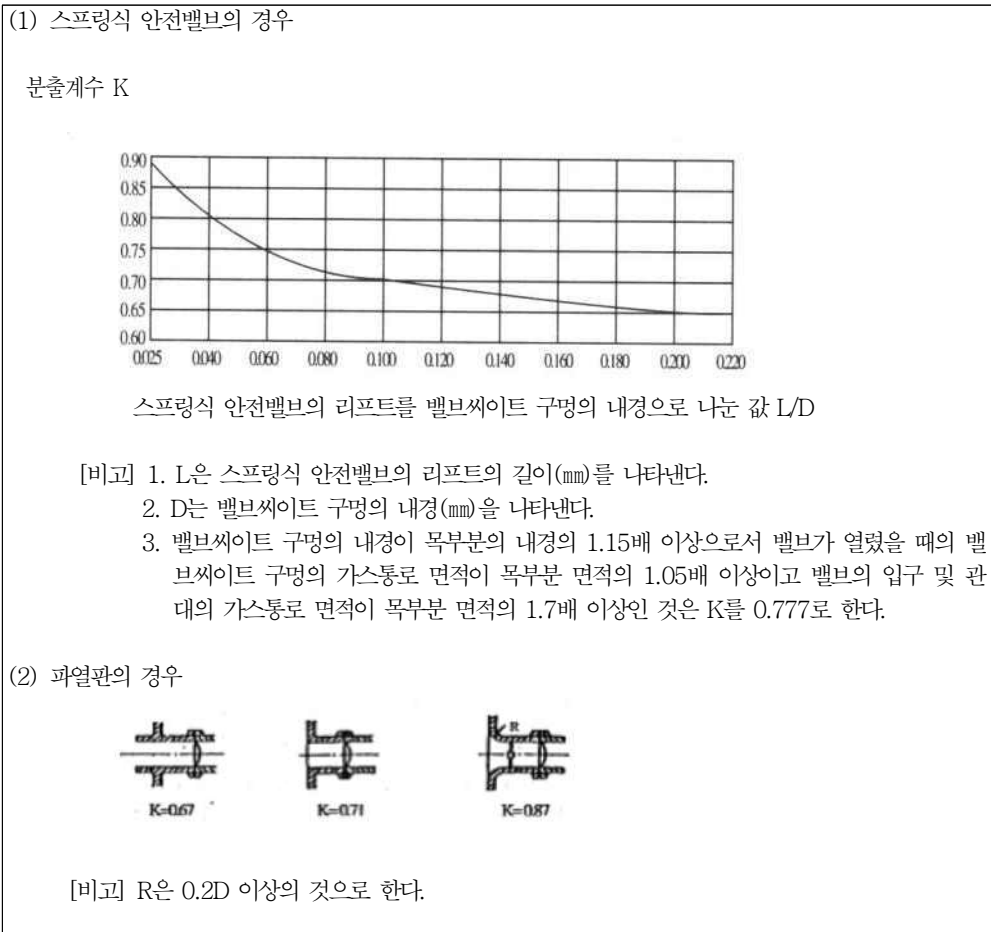 (1) 스프링식 안전밸브의 경우
분출계수 K
0.90
0.85
0.80
0.75
0.70
0.65
0.60
0.025 0.040 0.060 0.080 0.100 0.120 0.140 0.160 0.180 0.200 0.220
스프링식 안전밸브의 리프트를 밸브씨이트 구멍의 내경으로 나눈 값 L/D
[비고] 1. L은 스프링식 안전밸브의 리프트의 길이(㎜)를 나타낸다.
2. D는 밸브씨이트 구멍의 내경(㎜)을 나타낸다.
3. 밸브씨이트 구멍의 내경이 목부분의 내경의 1.15배 이상으로서 밸브가 열렸을 때의 밸
브씨이트 구멍의 가스통로 면적이 목부분 면적의 1.05배 이상이고 밸브의 입구 및 관
대의 가스통로 면적이 목부분 면적의 1.7배 이상인 것은 K를 0.777로 한다.
(2) 파열판의 경우
R
K=0.67 K=0.71 K=0.87
[비고] R은 0.2D 이상의 것으로 한다.